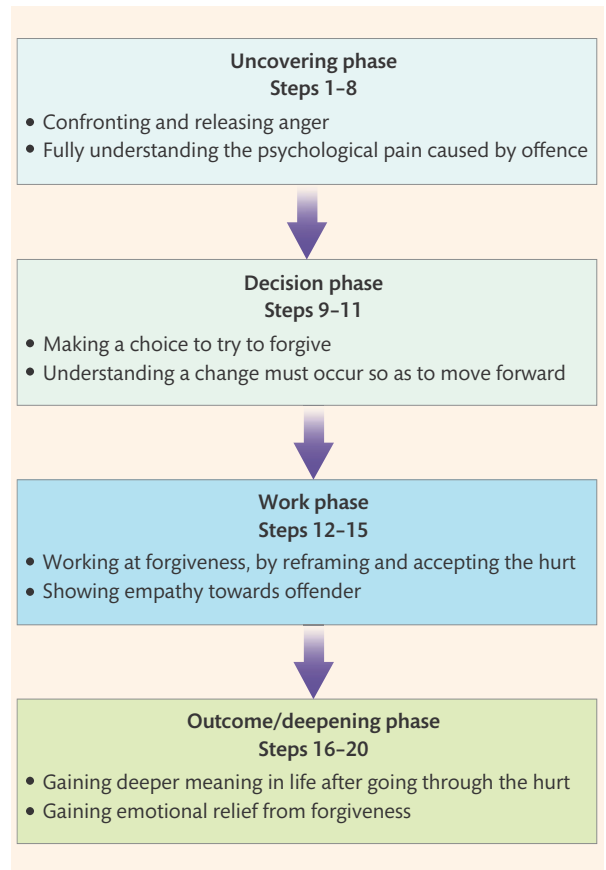 Uncovering phase
Steps 1–8
• Confronting and releasing anger
• Fully understanding the psychological pain caused by offence
Decision phase
Steps 9–11
• Making a choice to try to forgive
• Understanding a change must occur so as to move forward
Work phase
Steps 12–15
• Working at forgiveness, by reframing and accepting the hurt
• Showing empathy towards offender
Outcome/deepening phase
Steps 16–20
• Gaining deeper meaning in life after going through the hurt
• Gaining emotional relief from forgiveness